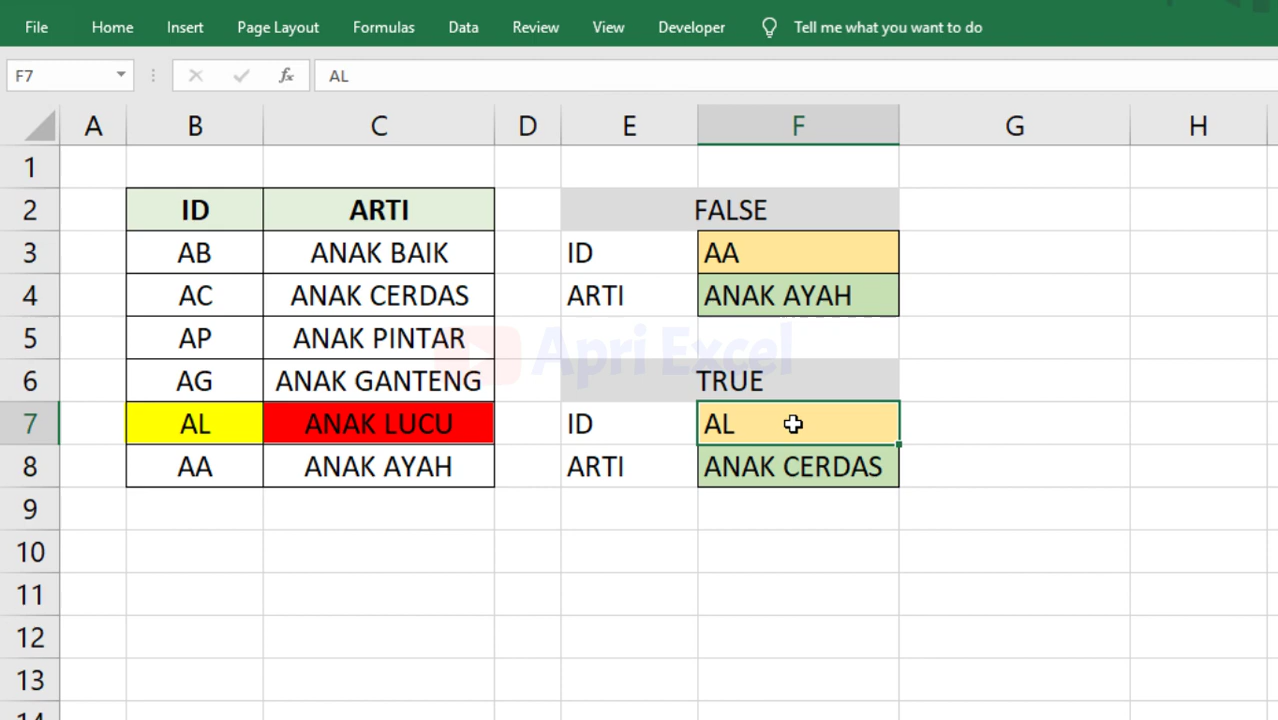 File Home Insert Page Layout Formulas Data Review View Developer Tell me what you want to do
F7 fx AL
A B C D E F G H
1
2 ID ARTI FALSE
3 AB ANAK BAIK ID AA
4 AC ANAK CERDAS ARTI ANAK AYAH
5 AP ANAK PINTAR
Apri Excel
6 AG ANAK GANTENG TRUE
7 AL ANAK LUCU ID AL
8 AA ANAK AYAH ARTI ANAK CERDAS
9
10
11
12
13
14